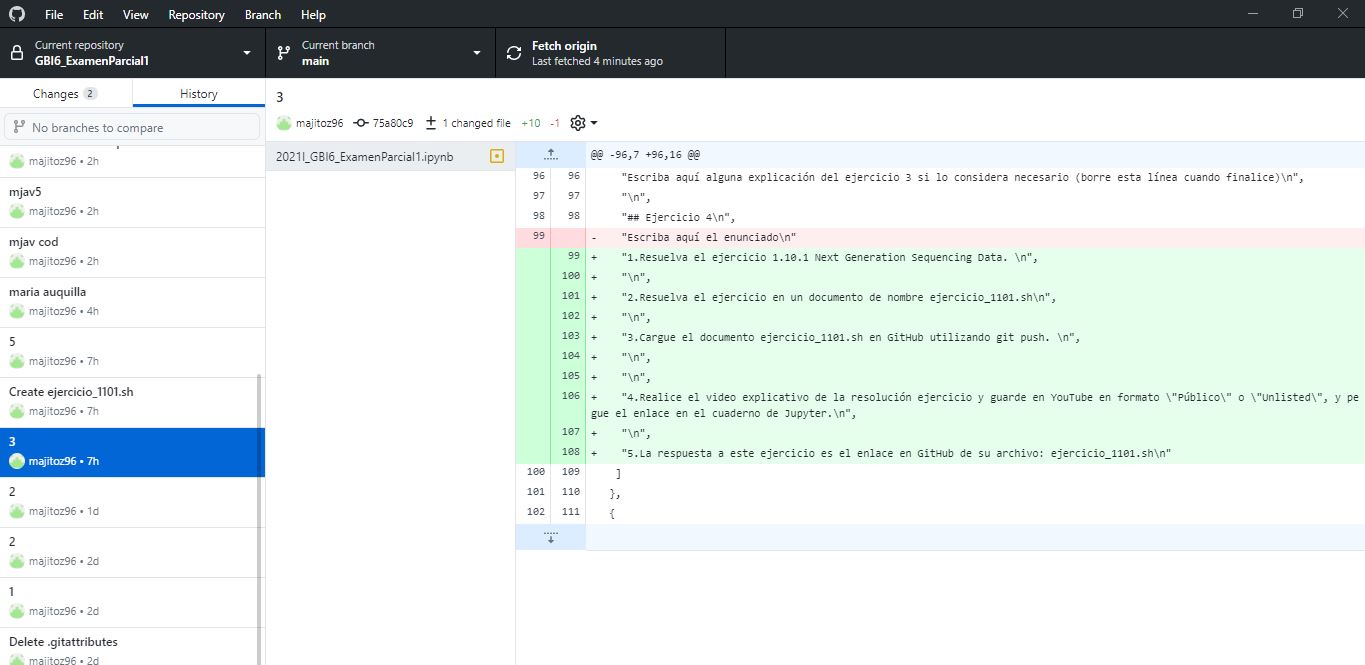 File Edit View Repository Branch Help
Current repository
GBI6_ExamenParcial1
Current branch
main
Fetch origin
Last fetched 4 minutes ago
Changes 2
History
No branches to compare
majitoz96 • 2h
mjav5
majitoz96 • 2h
mjav cod
majitoz96 • 2h
maria auquilla
majitoz96 • 4h
5
majitoz96 • 7h
Create ejercicio_1101.sh
majitoz96 • 7h
3
majitoz96 • 7h
2
majitoz96 • 1d
2
majitoz96 • 2d
1
majitoz96 • 2d
Delete .gitattributes
majitoz96 • 2d
3
majitoz96 75a80c9 ± 1 changed file +10 -1
2021I_GBI6_ExamenParcial1.ipynb
@@ -96,7 +96,16 @@
96 96 "Escriba aquí alguna explicación del ejercicio 3 si lo considera necesario (borre esta línea cuando finalice)\n",
97 97 "\n",
98 98 "## Ejercicio 4\n",
99 - "Escriba aquí el enunciado\n"
99 + "1.Resuelva el ejercicio 1.10.1 Next Generation Sequencing Data. \n",
100 + "\n",
101 + "2.Resuelva el ejercicio en un documento de nombre ejercicio_1101.sh\n",
102 + "\n",
103 + "3.Cargue el documento ejercicio_1101.sh en GitHub utilizando git push. \n",
104 + "\n",
105 + "\n",
106 + "4.Realice el video explicativo de la resolución ejercicio y guarde en YouTube en formato \"Público\" o \"Unlisted\", y pe
gue el enlace en el cuaderno de Jupyter.\n",
107 + "\n",
108 + "5.La respuesta a este ejercicio es el enlace en GitHub de su archivo: ejercicio_1101.sh\n"
100 109 ]
101 110 },
102 111 {